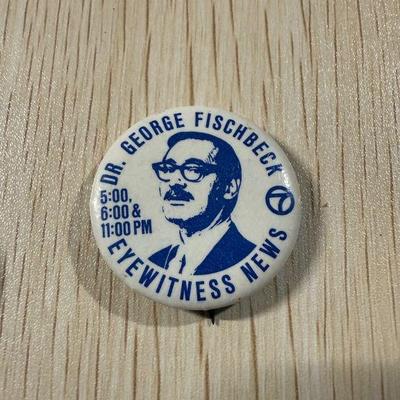 DR. GEORGE FISCHBECK
5:00,
6:00 &
11:00 PM
7
EYEWITNESS NEWS